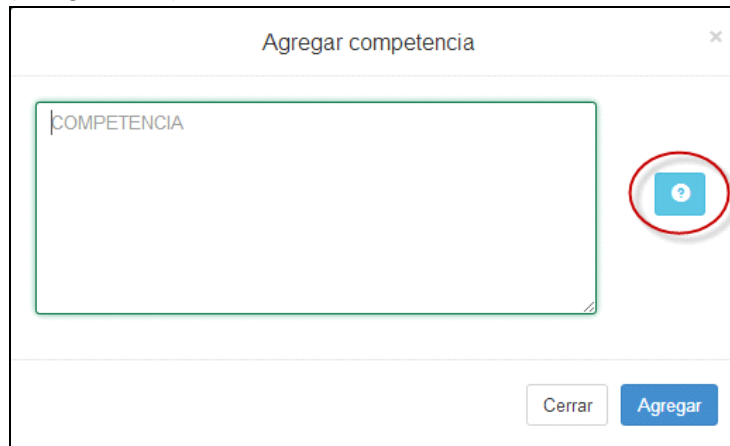 Agregar competencia
×
COMPETENCIA
?
Cerrar
Agregar